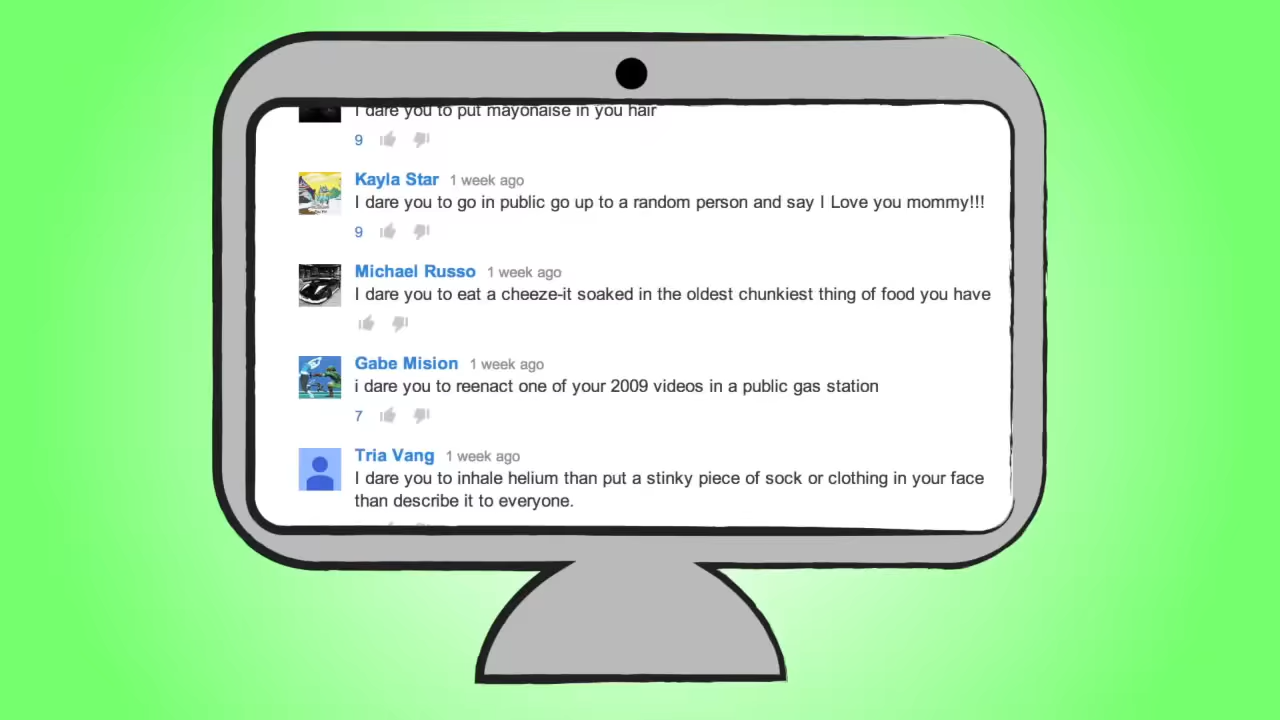 I dare you to put mayonaise in you hair
9
Kayla Star 1 week ago
I dare you to go in public go up to a random person and say I Love you mommy!!!
9
Michael Russo 1 week ago
I dare you to eat a cheeze-it soaked in the oldest chunkiest thing of food you have
Gabe Mision 1 week ago
i dare you to reenact one of your 2009 videos in a public gas station
7
Tria Vang 1 week ago
I dare you to inhale helium than put a stinky piece of sock or clothing in your face
than describe it to everyone.